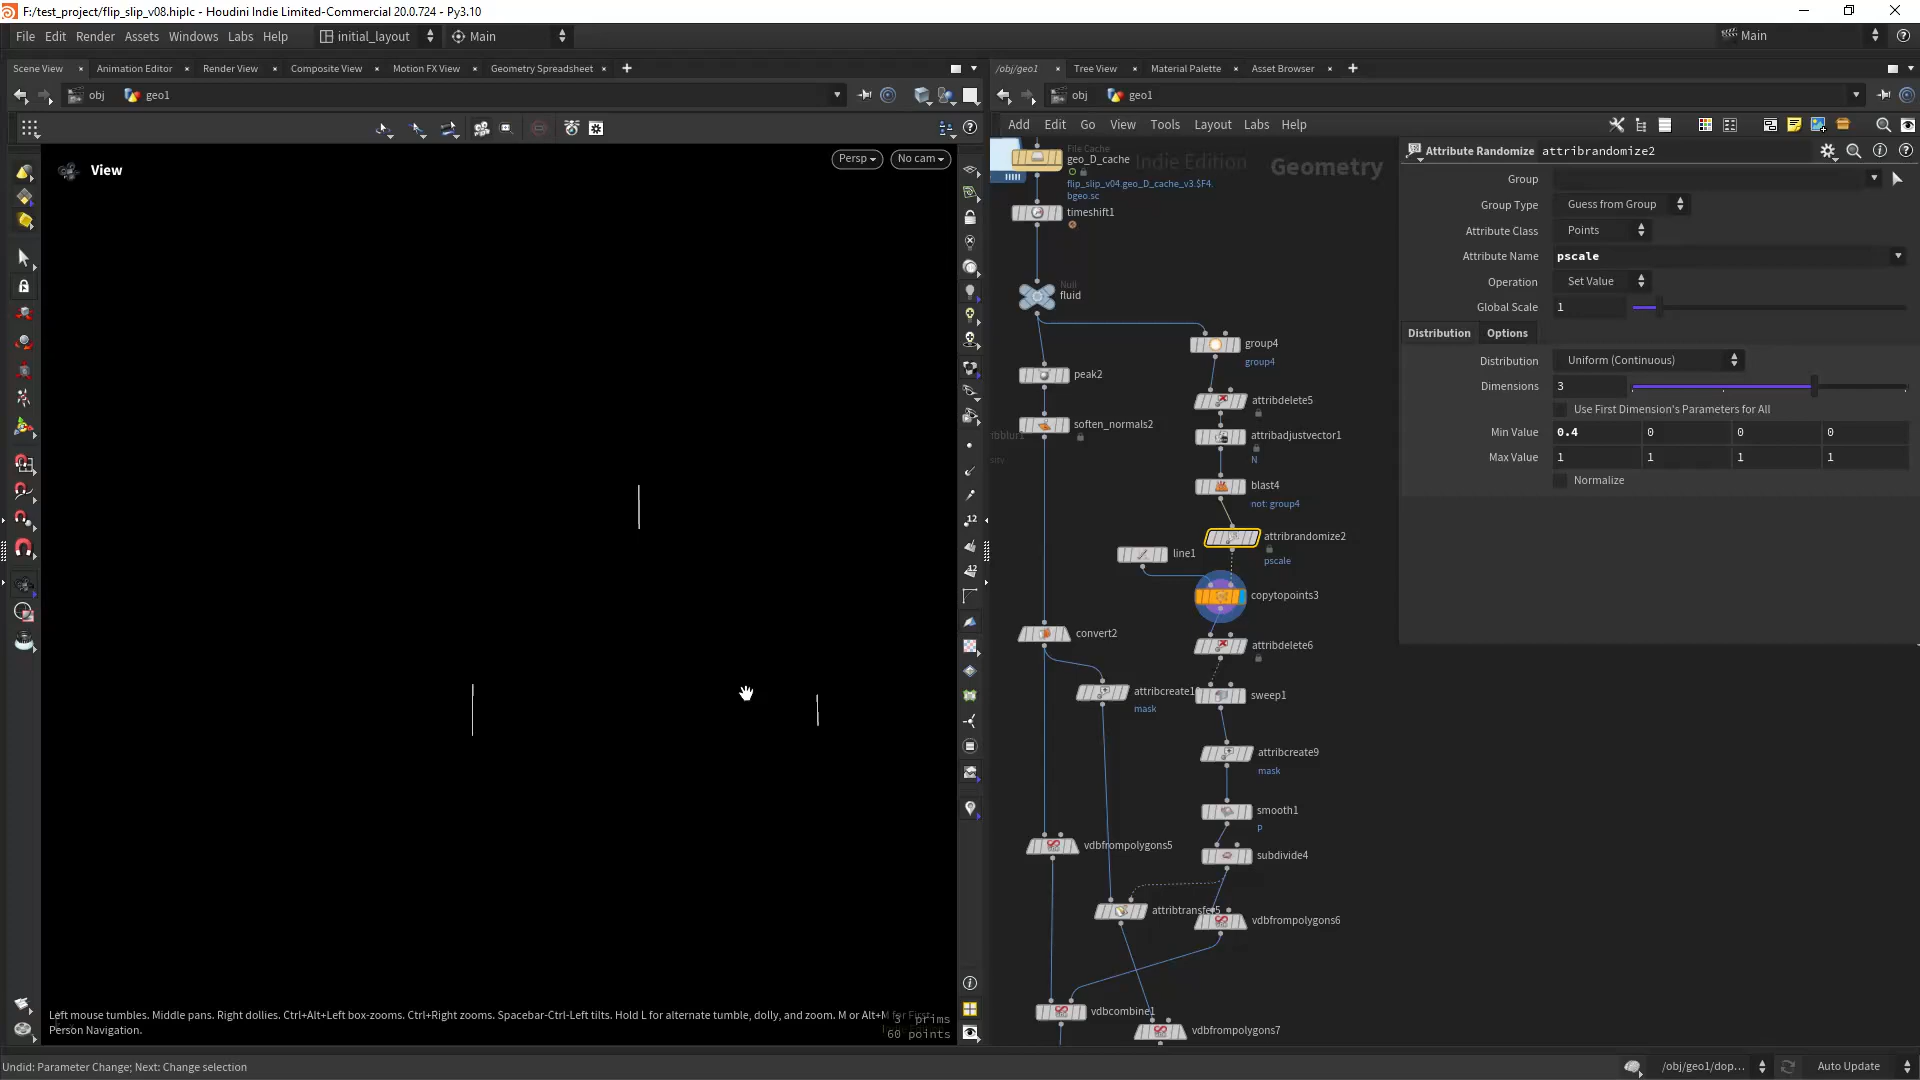 F:/test_project/flip_slip_v08.hiplc - Houdini Indie Limited-Commercial 20.0.724 - Py3.10
File Edit Render Assets Windows Labs Help initial_layout Main Main
Scene View Animation Editor Render View Composite View Motion FX View Geometry Spreadsheet
/obj/geo1 Tree View Material Palette Asset Browser
obj geo1
obj geo1
Add Edit Go View Tools Layout Labs Help
View
Persp No cam
Left mouse tumbles. Middle pans. Right dollies. Ctrl+Alt+Left box-zooms. Ctrl+Right zooms. Spacebar-Ctrl-Left tilts. Hold L for alternate tumble, dolly, and zoom. M or Alt+M for First
Person Navigation.
3 prims
60 points
12
12
Indie Edition
Geometry
File Cache
geo_D_cache
flip_slip_v04.geo_D_cache_v3.$F4.
bgeo.sc
timeshift1
Null
fluid
group4
group4
peak2
attribdelete5
soften_normals2
attribadjustvector1
N
blast4
not: group4
attribrandomize2
pscale
line1
copytopoints3
convert2
attribdelete6
attribcreate1
mask
sweep1
attribcreate9
mask
smooth1
P
vdbfrompolygons5
subdivide4
attribtransfer5
vdbfrompolygons6
vdbcombine1
vdbfrompolygons7
Attribute Randomize attribrandomize2
Group
Group Type Guess from Group
Attribute Class Points
Attribute Name pscale
Operation Set Value
Global Scale 1
Distribution Options
Distribution Uniform (Continuous)
Dimensions 3
Use First Dimension's Parameters for All
Min Value 0.4 0 0 0
Max Value 1 1 1 1
Normalize
Undid: Parameter Change; Next: Change selection
/obj/geo1/dop... Auto Update